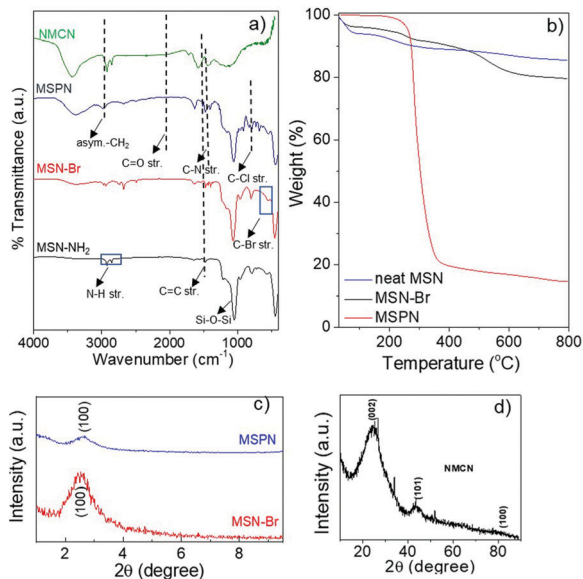 a)
NMCN
MSPN
asym.-CH2
C=O str.
C-N str.
C-Cl str.
MSN-Br
C-Br str.
MSN-NH2
N-H str.
C=C str.
Si-O-Si
% Transmittance (a.u.)
4000 3000 2000 1000
Wavenumber (cm-1)
b)
Weight (%)
100
80
60
40
20
0
neat MSN
MSN-Br
MSPN
200 400 600 800
Temperature (°C)
c)
(100)
MSPN
(100)
MSN-Br
Intensity (a.u.)
2 4 6 8
2θ (degree)
d)
(002)
NMCN
(101)
(100)
Intensity (a.u.)
20 40 60 80
2θ (degree)